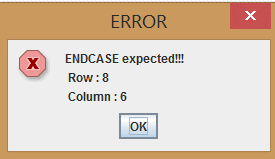 ERROR
ENDCASE expected!!!
Row : 8
Column : 6
OK